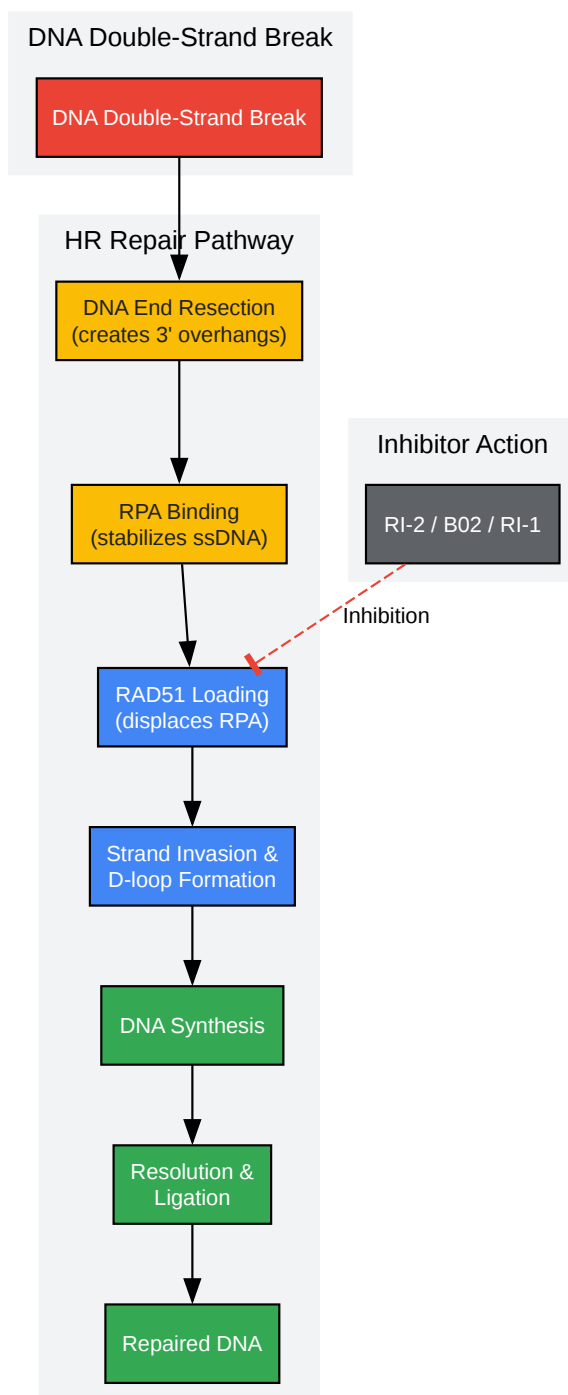 DNA Double-Strand Break
DNA Double-Strand Break
HR Repair Pathway
DNA End Resection
(creates 3' overhangs)
Inhibitor Action
RPA Binding
(stabilizes ssDNA)
RI-2 / B02 / RI-1
Inhibition
RAD51 Loading
(displaces RPA)
Strand Invasion &
D-loop Formation
DNA Synthesis
Resolution &
Ligation
Repaired DNA